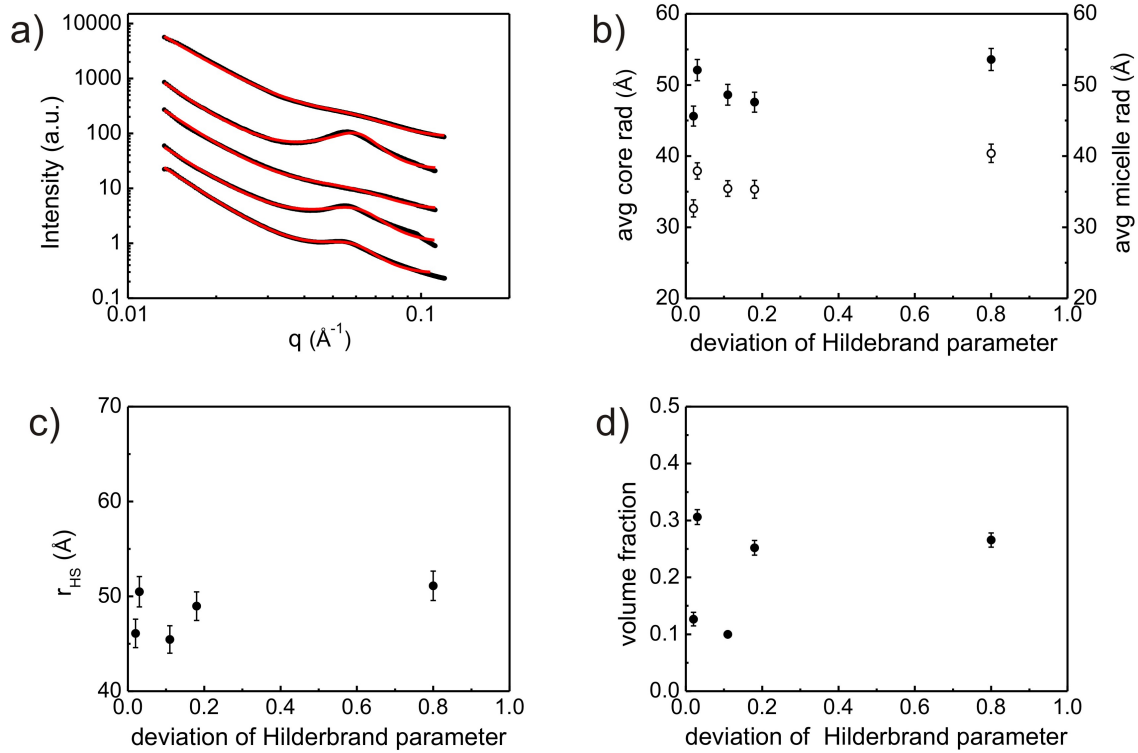 a)
10000
1000
100
10
1
0.1
Intensity (a.u.)
0.01
0.1
q (Å⁻¹)
b)
60
50
40
30
20
avg core rad (Å)
60
50
40
30
20
avg micelle rad (Å)
0.0 0.2 0.4 0.6 0.8 1.0
deviation of Hildebrand parameter
c)
70
60
50
40
r_HS (Å)
0.0 0.2 0.4 0.6 0.8 1.0
deviation of Hilderbrand parameter
d)
0.5
0.4
0.3
0.2
0.1
0.0
volume fraction
0.0 0.2 0.4 0.6 0.8 1.0
deviation of Hilderbrand parameter